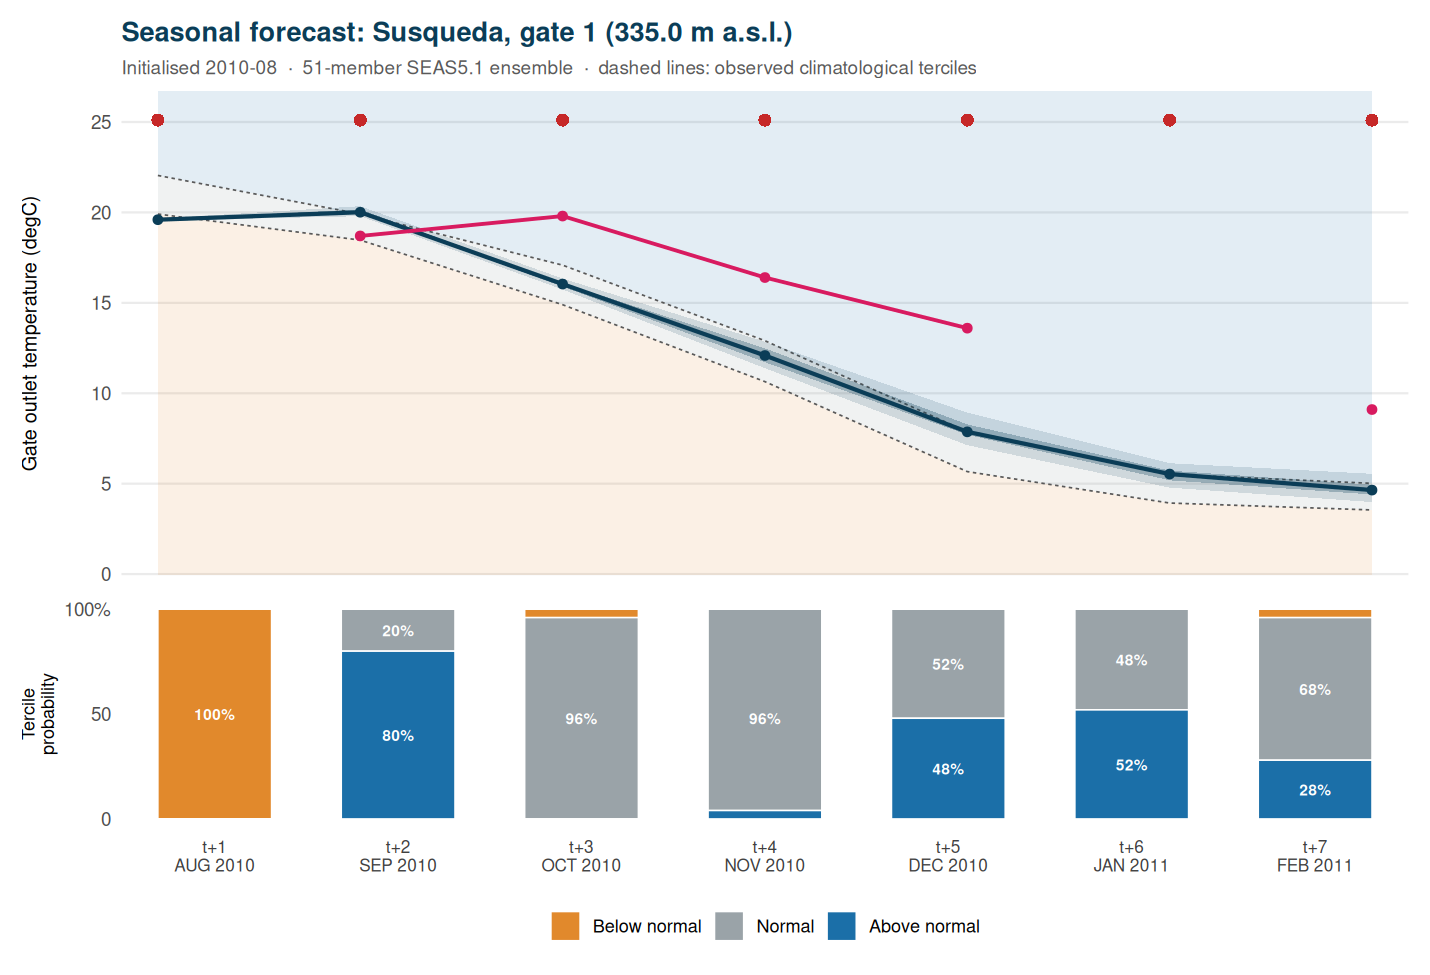 Seasonal forecast: Susqueda, gate 1 (335.0 m a.s.l.)
Initialised 2010-08 · 51-member SEAS5.1 ensemble · dashed lines: observed climatological terciles
Gate outlet temperature (degC)
25
20
15
10
5
0
Tercile
probability
100%
50
0
100%
20%
80%
96%
96%
52%
48%
48%
52%
68%
28%
t+1
AUG 2010
t+2
SEP 2010
t+3
OCT 2010
t+4
NOV 2010
t+5
DEC 2010
t+6
JAN 2011
t+7
FEB 2011
Below normal
Normal
Above normal